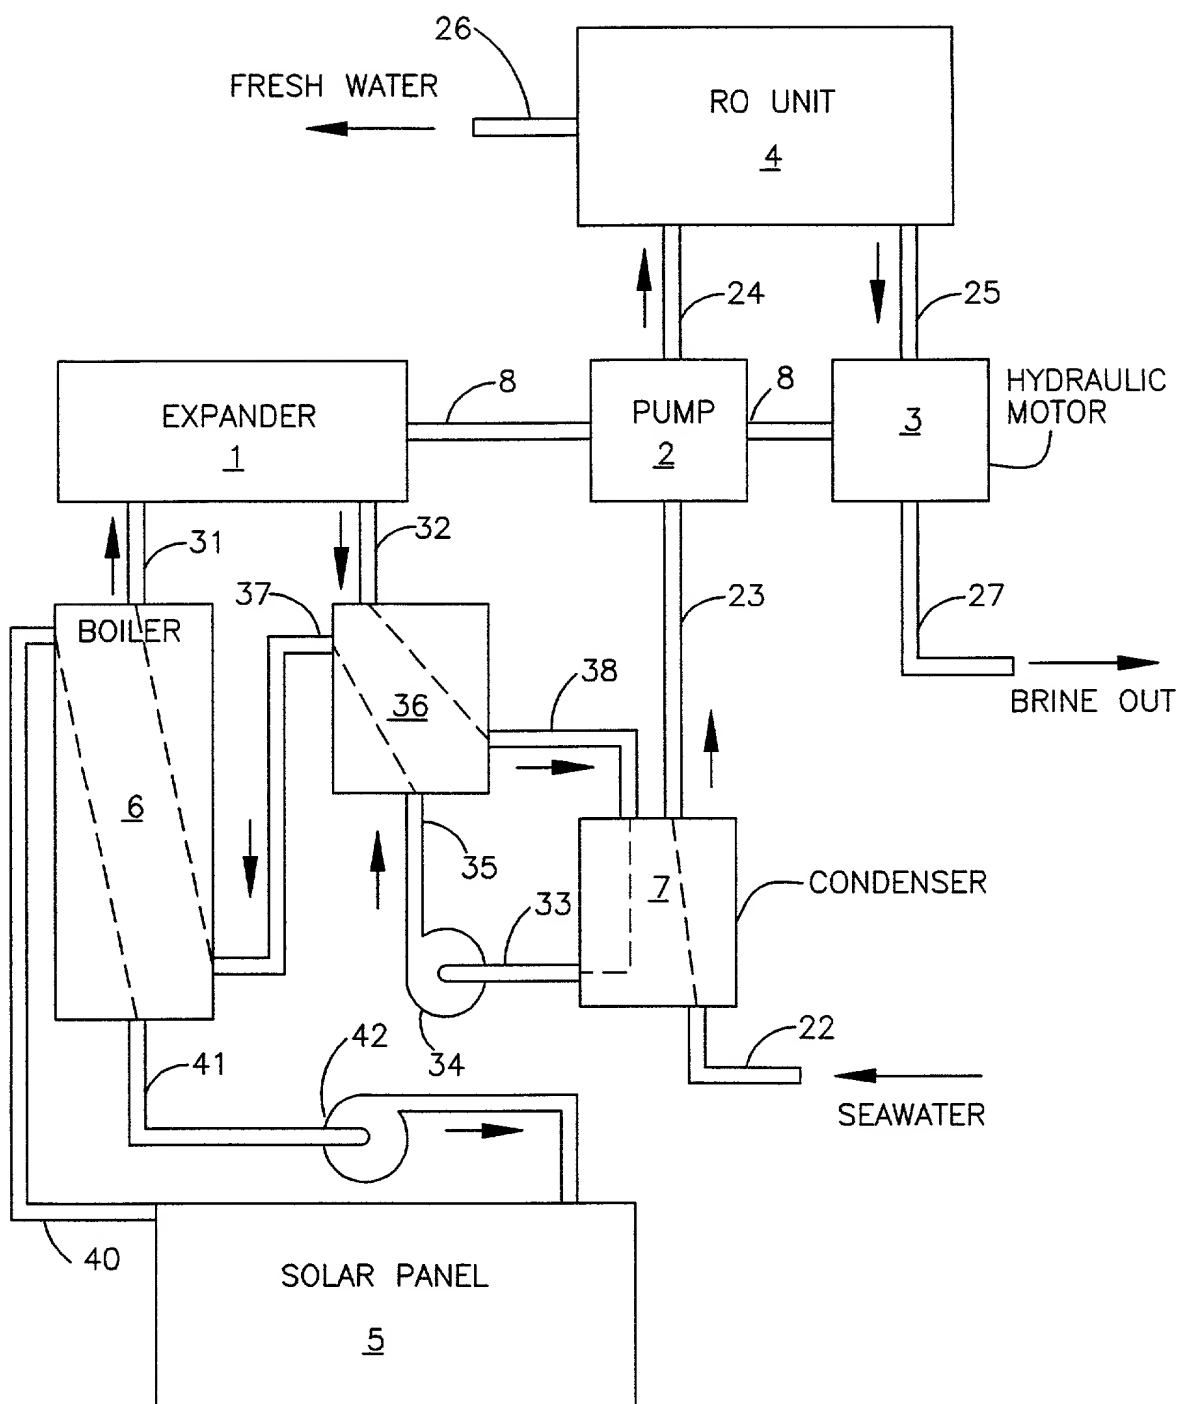 26
FRESH WATER
RO UNIT
4
24
25
8
8
EXPANDER
1
PUMP
2
3
HYDRAULIC
MOTOR
31
32
37
23
27
BOILER
38
36
BRINE OUT
6
35
7
CONDENSER
33
34
22
41
42
SEAWATER
40
SOLAR PANEL
5